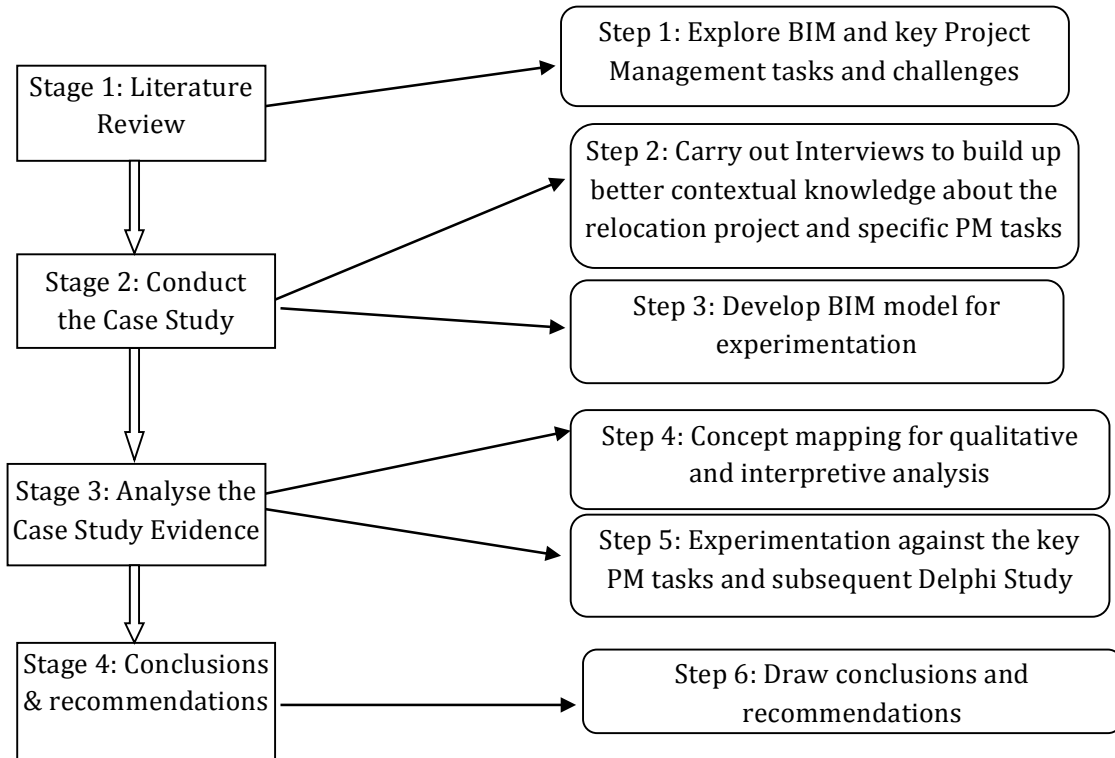 Stage 1: Literature
Review
Step 1: Explore BIM and key Project
Management tasks and challenges
Stage 2: Conduct
the Case Study
Step 2: Carry out Interviews to build up
better contextual knowledge about the
relocation project and specific PM tasks
Step 3: Develop BIM model for
experimentation
Stage 3: Analyse the
Case Study Evidence
Step 4: Concept mapping for qualitative
and interpretive analysis
Step 5: Experimentation against the key
PM tasks and subsequent Delphi Study
Stage 4: Conclusions
& recommendations
Step 6: Draw conclusions and
recommendations